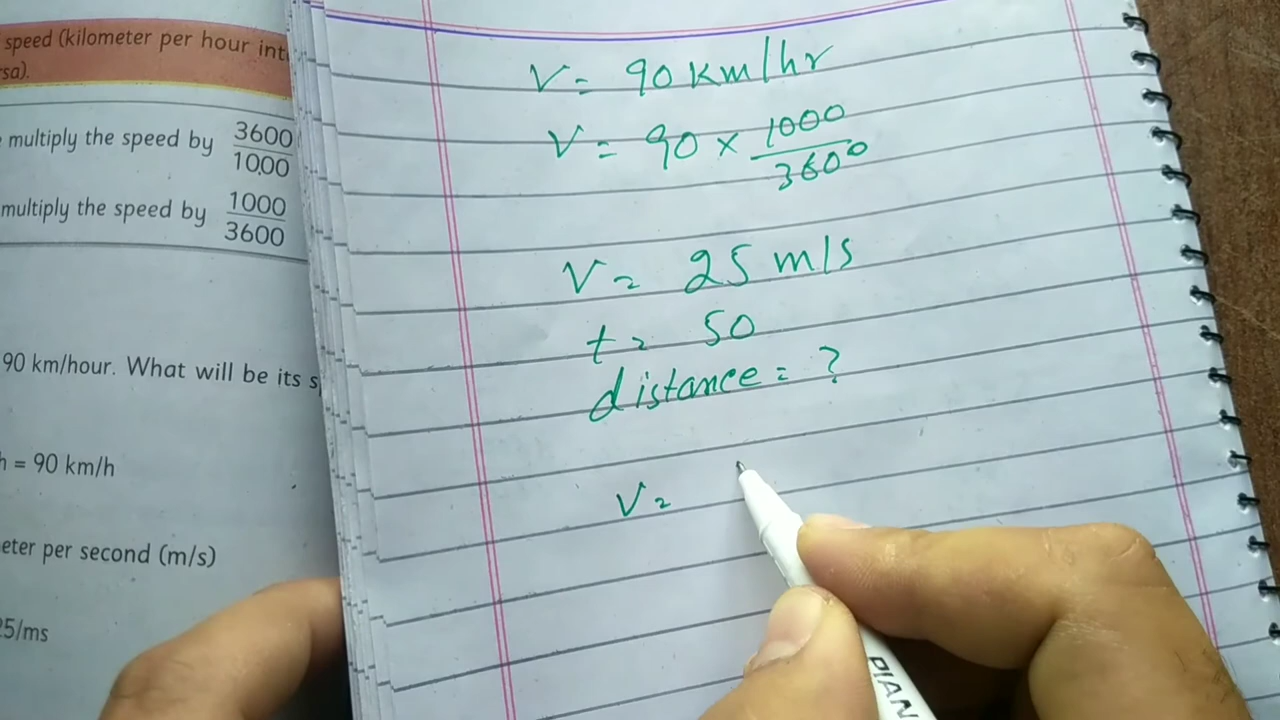 speed (kilometer per hour int
sa).
multiply the speed by 3600
1000
multiply the speed by 1000
3600
90 km/hour. What will be its s
h = 90 km/h
eter per second (m/s)
25/ms
V = 90 km/hr
V = 90 × 1000
3600
V = 25 m/s
t = 50
distance = ?
V =
PIAN